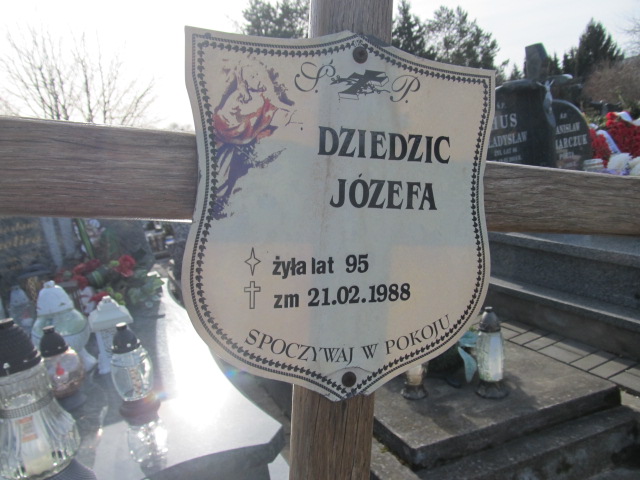 Ś. P.
DZIEDZIC
JÓZEFA
żyła lat 95
zm 21.02.1988
SPOCZYWAJ W POKOJU